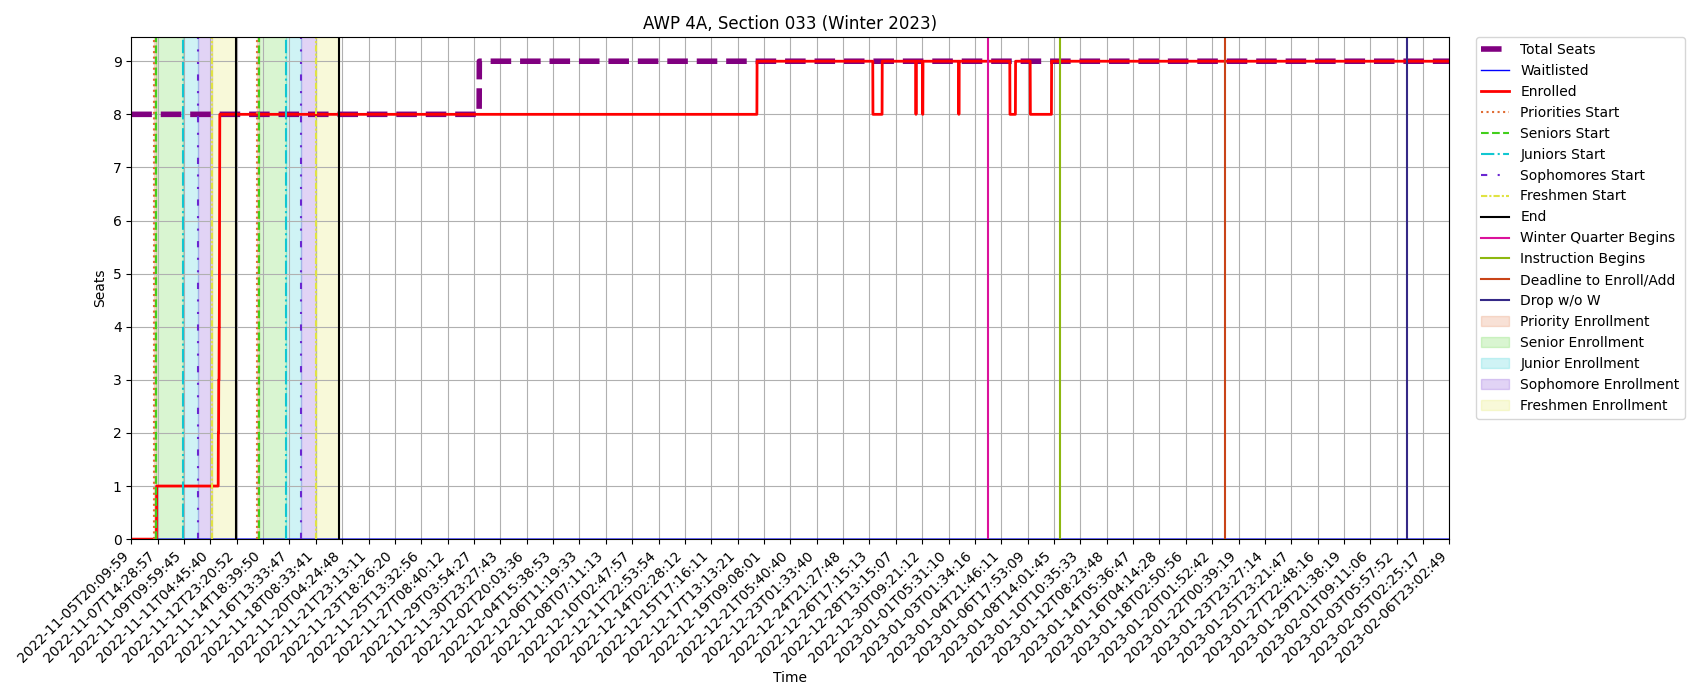 AWP 4A, Section 033 (Winter 2023)
Seats
9
8
7
6
5
4
3
2
1
0
2022-11-05T20:09:59
2022-11-07T14:28:57
2022-11-09T09:59:45
2022-11-11T04:45:40
2022-11-12T23:20:52
2022-11-14T18:39:50
2022-11-16T13:33:47
2022-11-18T08:33:41
2022-11-20T04:24:48
2022-11-21T23:13:11
2022-11-23T18:26:20
2022-11-25T13:32:56
2022-11-27T08:40:12
2022-11-29T03:54:27
2022-11-30T23:27:43
2022-12-02T20:03:36
2022-12-04T15:38:53
2022-12-06T11:19:33
2022-12-08T07:11:13
2022-12-10T02:47:57
2022-12-11T22:53:54
2022-12-14T02:28:12
2022-12-15T17:16:11
2022-12-17T13:13:21
2022-12-19T09:08:01
2022-12-21T05:40:40
2022-12-23T01:33:40
2022-12-24T21:27:48
2022-12-26T17:15:13
2022-12-28T13:15:07
2022-12-30T09:21:12
2023-01-01T05:31:10
2023-01-03T01:34:16
2023-01-04T21:46:11
2023-01-06T17:53:09
2023-01-08T14:01:45
2023-01-10T10:35:33
2023-01-12T08:23:48
2023-01-14T05:36:47
2023-01-16T04:14:28
2023-01-18T02:50:56
2023-01-20T01:52:42
2023-01-22T00:39:19
2023-01-23T23:27:14
2023-01-25T23:21:47
2023-01-27T22:48:16
2023-01-29T21:38:19
2023-02-01T09:11:06
2023-02-03T05:57:52
2023-02-05T02:25:17
2023-02-06T23:02:49
Time
Total Seats
Waitlisted
Enrolled
Priorities Start
Seniors Start
Juniors Start
Sophomores Start
Freshmen Start
End
Winter Quarter Begins
Instruction Begins
Deadline to Enroll/Add
Drop w/o W
Priority Enrollment
Senior Enrollment
Junior Enrollment
Sophomore Enrollment
Freshmen Enrollment